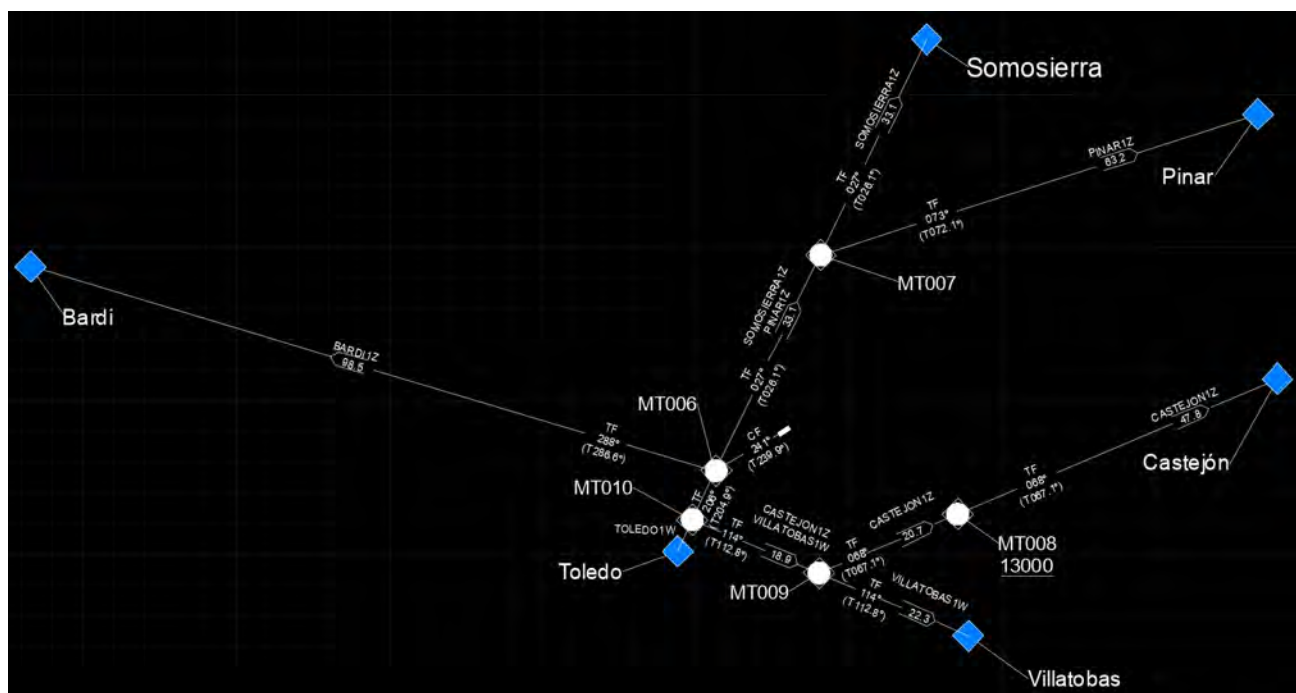 Somosierra
SOMOSIERRA1Z
33.1
TF
027°
(T026.1°)
Pinar
PINAR1Z
63.2
TF
073°
(T072.1°)
MT007
SOMOSIERRA1Z
PINAR1Z
33.1
TF
027°
(T026.1°)
Bardi
BARDI1Z
98.5
TF
288°
(T286.6°)
MT006
CF
241°
(T239.9°)
MT010
TF
206°
(T204.9°)
TOLEDO1W
Toledo
CASTEJON1Z
VILLATOBAS1W
18.9
TF
114°
(T112.8°)
MT009
CASTEJON1Z
20.7
TF
068°
(T067.1°)
MT008
13000
CASTEJON1Z
47.8
TF
068°
(T067.1°)
Castejón
VILLATOBAS1W
22.3
TF
114°
(T112.8°)
Villatobas